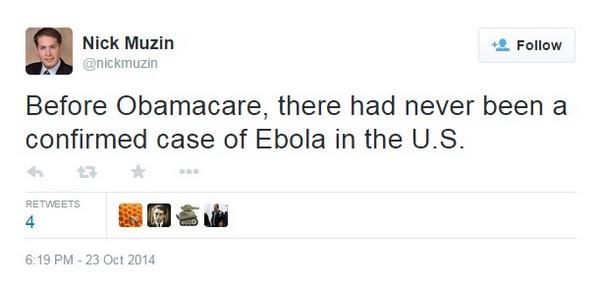 Nick Muzin
@nickmuzin
Follow
Before Obamacare, there had never been a
confirmed case of Ebola in the U.S.
RETWEETS
4
6:19 PM - 23 Oct 2014